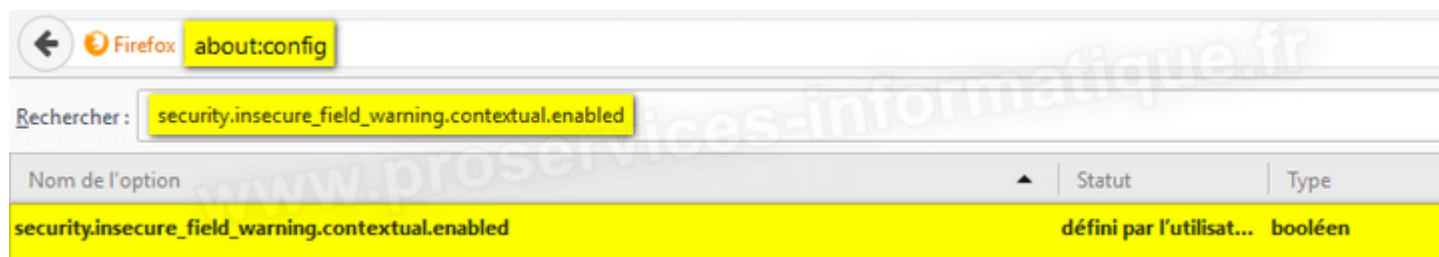 Firefox about:config
Rechercher : security.insecure_field_warning.contextual.enabled
www.proservices-informatique.fr
Nom de l'option Statut Type
security.insecure_field_warning.contextual.enabled défini par l'utilisat... booléen